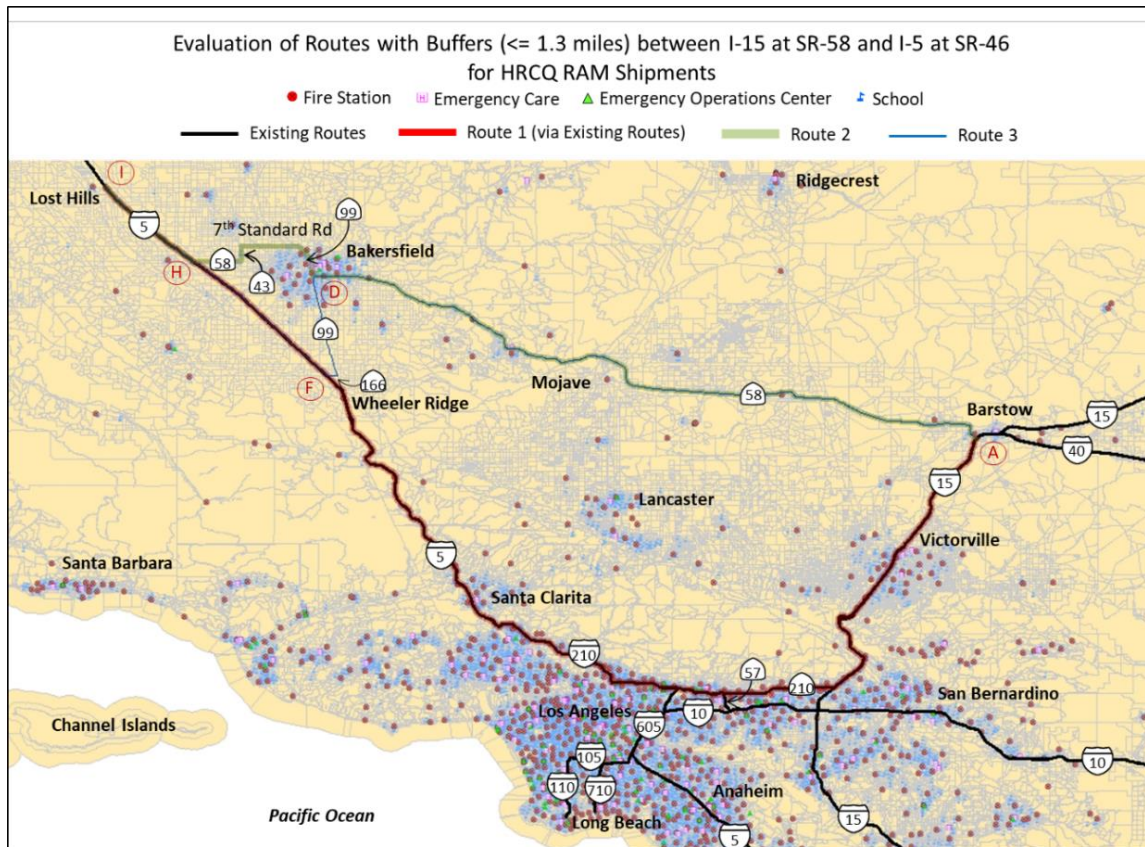 Evaluation of Routes with Buffers (<= 1.3 miles) between I-15 at SR-58 and I-5 at SR-46
for HRCQ RAM Shipments
Fire Station H Emergency Care Emergency Operations Center School
Existing Routes Route 1 (via Existing Routes) Route 2 Route 3
I
Ridgecrest
Lost Hills
99
5
7th Standard Rd
Bakersfield
58
H
43
D
99
F
166
Mojave
Wheeler Ridge
58
Barstow
15
A
40
15
Lancaster
Victorville
5
Santa Barbara
Santa Clarita
210
57
210
San Bernardino
Los Angeles
10
Channel Islands
605
105
10
110
710
Anaheim
Pacific Ocean
Long Beach
15
5